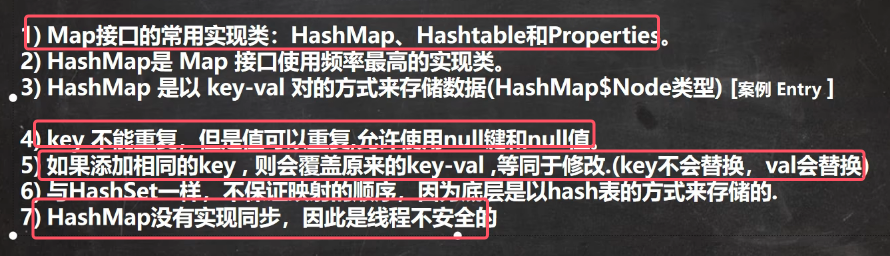 1) Map接口的常用实现类：HashMap、Hashtable和Properties。
2) HashMap是 Map 接口使用频率最高的实现类。
3) HashMap 是以 key-val 对的方式来存储数据(HashMap$Node类型) [案例 Entry ]
4) key 不能重复，但是值可以重复,允许使用null键和null值。
5) 如果添加相同的key , 则会覆盖原来的key-val ,等同于修改.(key不会替换，val会替换)
6) 与HashSet一样，不保证映射的顺序，因为底层是以hash表的方式来存储的.
7) HashMap没有实现同步，因此是线程不安全的